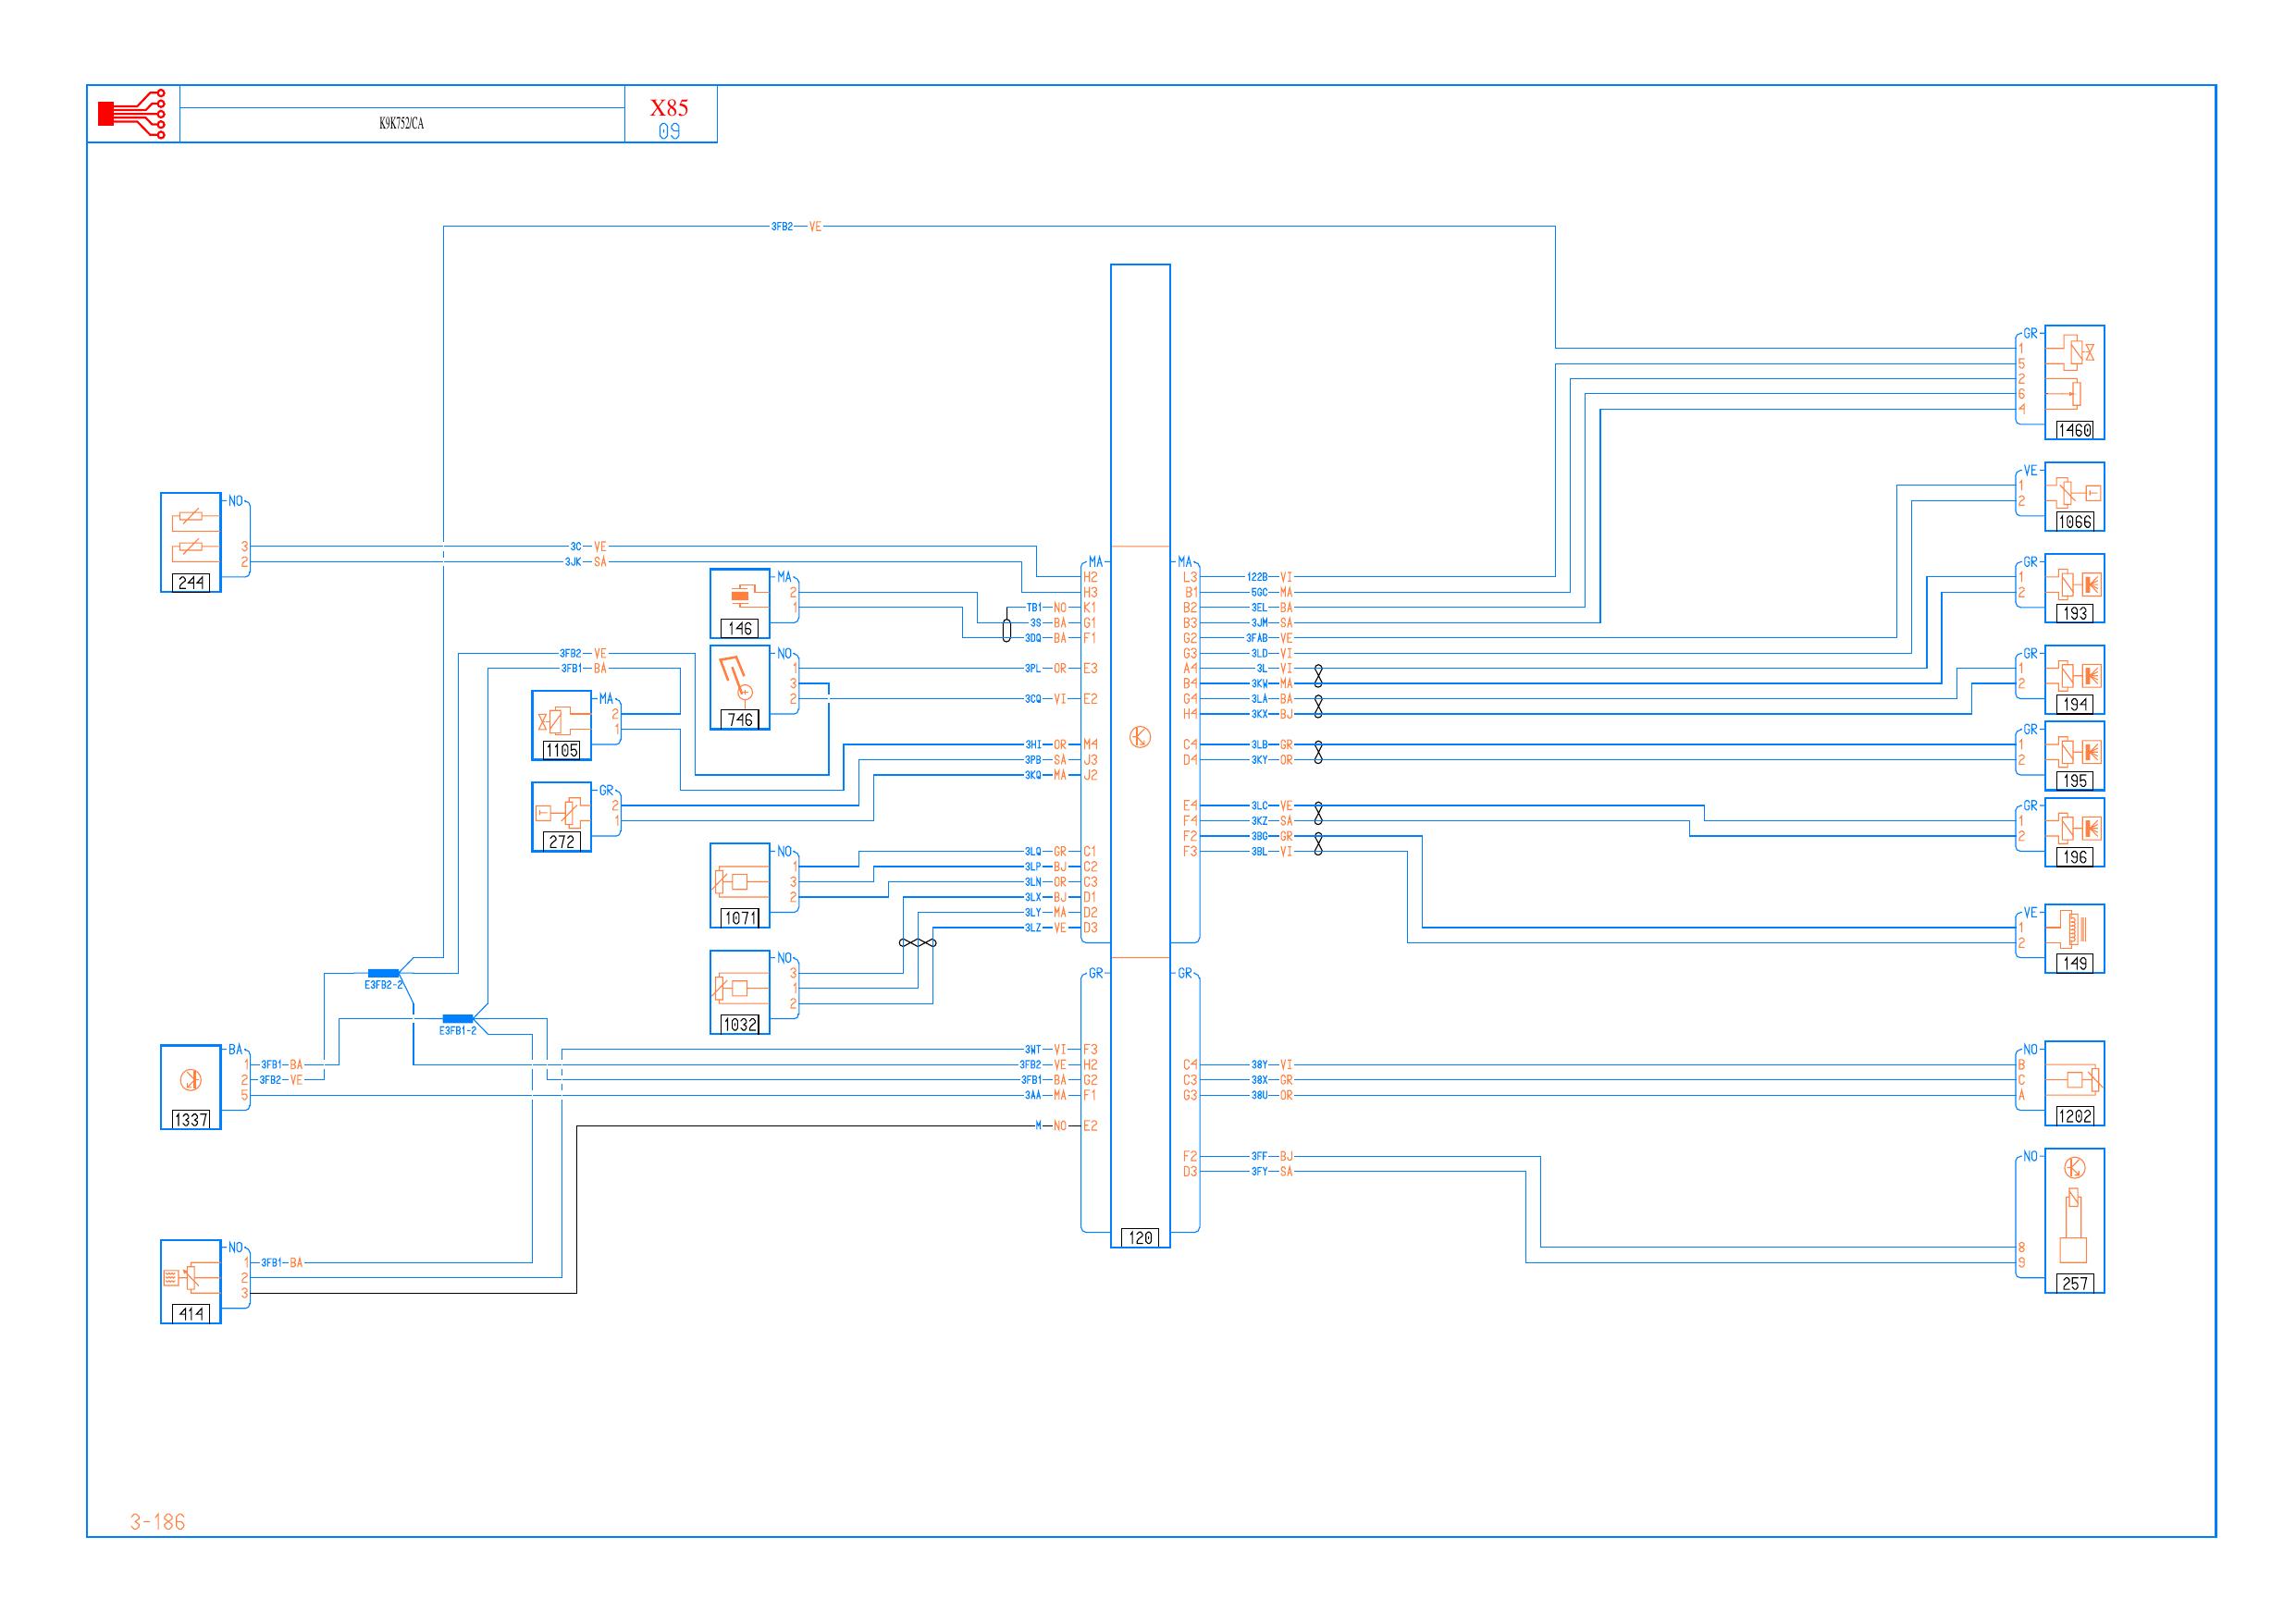 K9K752/CA
X85
09
3FB2 VE
GR
1
5
2
6
4
1460
VE
1
2
1066
NO
3
2
244
3C VE
3JK SA
MA
2
1
146
NO
1
3
2
746
3FB2 VE
3FB1 BA
MA
2
1
1105
GR
2
1
272
NO
1
3
2
1071
NO
3
1
2
1032
MA
H2
H3
TB1 NO K1
3S BA G1
3DQ BA F1
3PL OR E3
3CQ VI E2
3HI OR M4
3PB SA J3
3KQ MA J2
3LQ GR C1
3LP BJ C2
3LN OR C3
3LX BJ D1
3LY MA D2
3LZ VE D3
MA
L3 122B VI
B1 5GC MA
B2 3EL BA
B3 3JM SA
G2 3FAB VE
G3 3LD VI
A4 3L VI
B4 3KW MA
G4 3LA BA
H4 3KX BJ
C4 3LB GR
D4 3KY OR
E4 3LC VE
F4 3KZ SA
F2 3BG GR
F3 3BL VI
GR
1
2
193
GR
1
2
194
GR
1
2
195
GR
1
2
196
VE
1
2
149
E3FB2-2
E3FB1-2
BA
1 3FB1 BA
2 3FB2 VE
5
1337
NO
1 3FB1 BA
2
3
414
GR
3WT VI F3
3FB2 VE H2
3FB1 BA G2
3AA MA F1
M NO E2
GR
C4 38Y VI
C3 38X GR
G3 38U OR
F2 3FF BJ
D3 3FY SA
120
NO
B
C
A
1202
NO
8
9
257
3-186